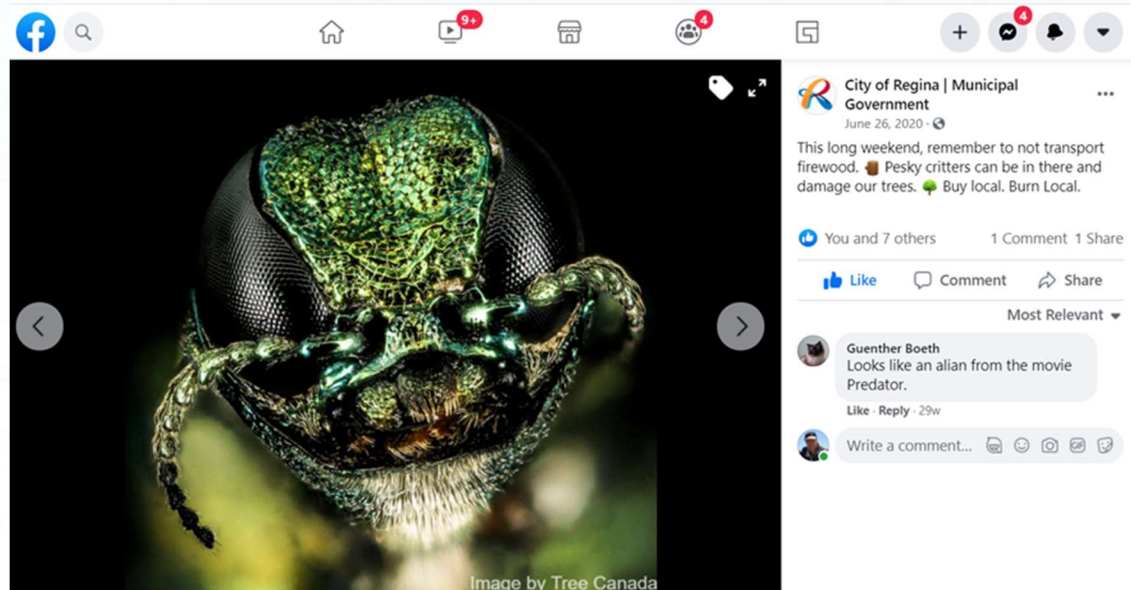 9+
4
4
City of Regina | Municipal
Government
June 26, 2020 ·
This long weekend, remember to not transport
firewood. 🪵 Pesky critters can be in there and
damage our trees. 🌳 Buy local. Burn Local.
You and 7 others 1 Comment 1 Share
Like Comment Share
Most Relevant
Guenther Boeth
Looks like an alian from the movie
Predator.
Like · Reply · 29w
Write a comment...
GIF
Image by Tree Canada